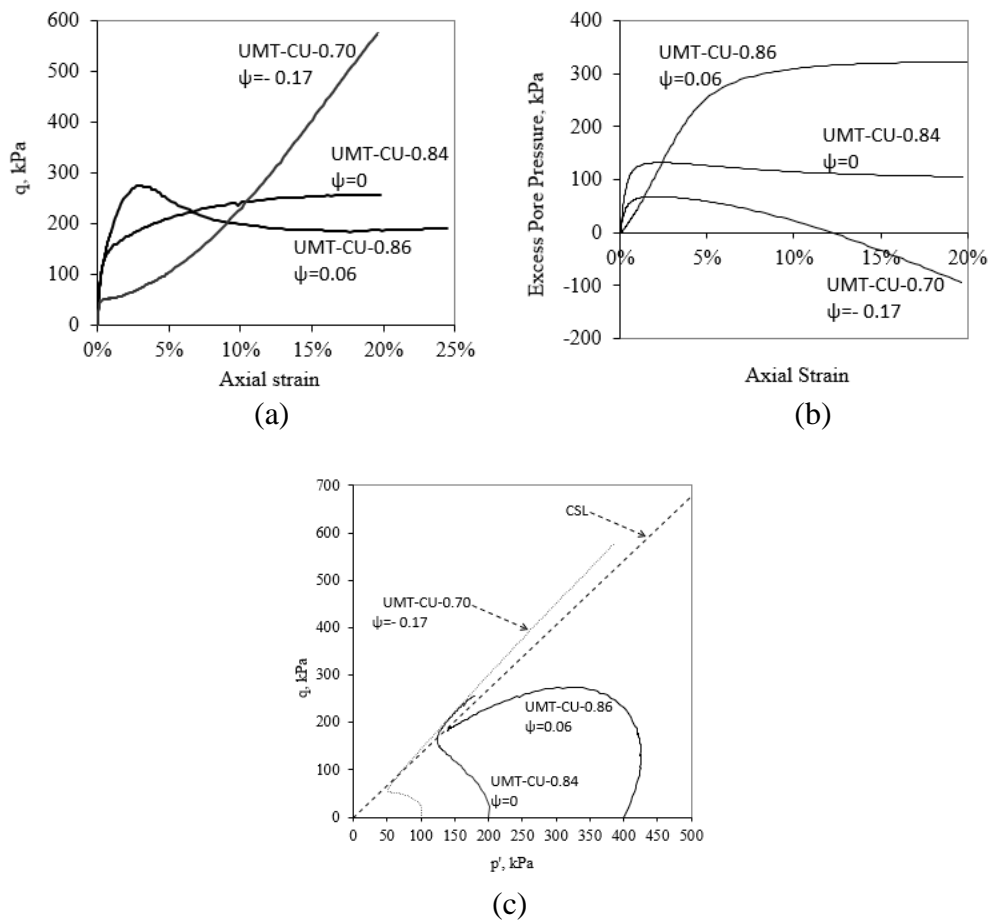 600
500
400
300
200
100
0
q, kPa
UMT-CU-0.70
ψ=- 0.17
UMT-CU-0.84
ψ=0
UMT-CU-0.86
ψ=0.06
0% 5% 10% 15% 20% 25%
Axial strain
(a)
400
300
200
100
0
-100
-200
Excess Pore Pressure, kPa
UMT-CU-0.86
ψ=0.06
UMT-CU-0.84
ψ=0
0% 5% 10% 15% 20%
UMT-CU-0.70
ψ=- 0.17
Axial Strain
(b)
700
600
500
400
300
200
100
0
q, kPa
CSL
UMT-CU-0.70
ψ=- 0.17
UMT-CU-0.86
ψ=0.06
UMT-CU-0.84
ψ=0
0 50 100 150 200 250 300 350 400 450 500
p', kPa
(c)